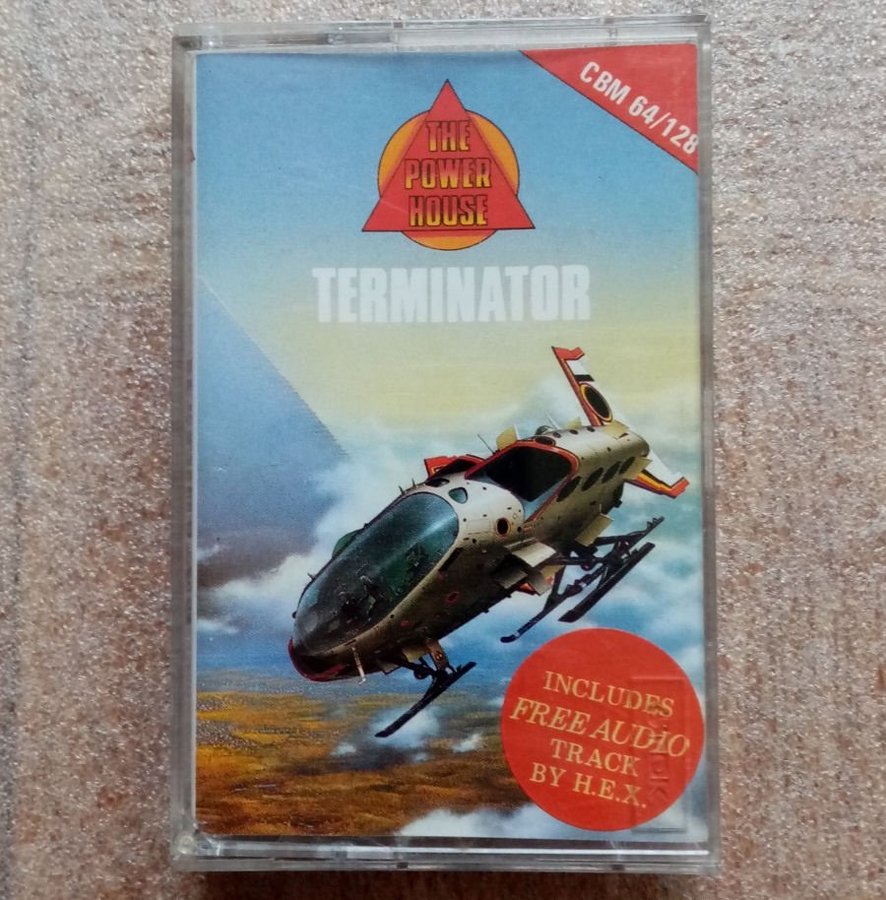 CBM 64/128
THE
POWER
HOUSE
TERMINATOR
INCLUDES
FREE AUDIO
TRACK
BY H.E.X.